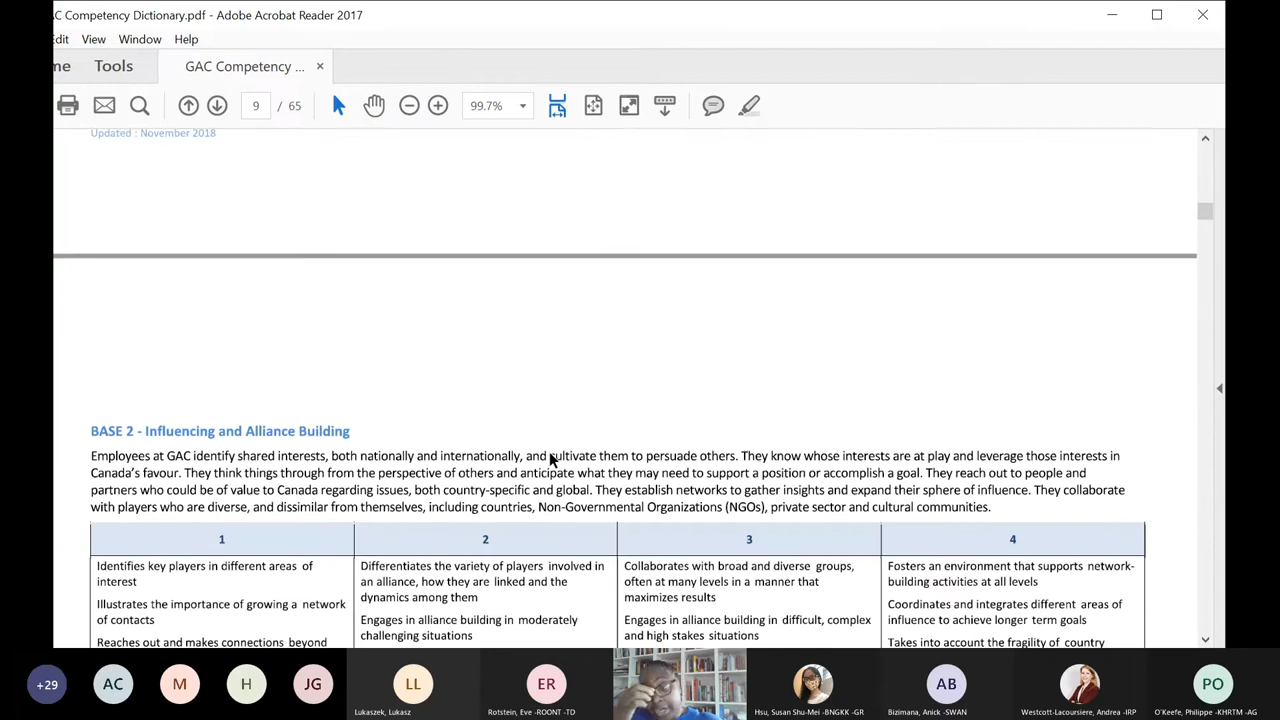 C Competency Dictionary.pdf - Adobe Acrobat Reader 2017
dit View Window Help
me Tools GAC Competency ... ×
9 / 65 99.7%
Updated : November 2018
BASE 2 - Influencing and Alliance Building
Employees at GAC identify shared interests, both nationally and internationally, and cultivate them to persuade others. They know whose interests are at play and leverage those interests in
Canada's favour. They think things through from the perspective of others and anticipate what they may need to support a position or accomplish a goal. They reach out to people and
partners who could be of value to Canada regarding issues, both country-specific and global. They establish networks to gather insights and expand their sphere of influence. They collaborate
with players who are diverse, and dissimilar from themselves, including countries, Non-Governmental Organizations (NGOs), private sector and cultural communities.
1
Identifies key players in different areas of
interest
Illustrates the importance of growing a network
of contacts
Reaches out and makes connections beyond
2
Differentiates the variety of players involved in
an alliance, how they are linked and the
dynamics among them
Engages in alliance building in moderately
challenging situations
3
Collaborates with broad and diverse groups,
often at many levels in a manner that
maximizes results
Engages in alliance building in difficult, complex
and high stakes situations
4
Fosters an environment that supports network-
building activities at all levels
Coordinates and integrates different areas of
influence to achieve longer term goals
Takes into account the fragility of country
+29 AC M H JG LL ER AB PO
Lukaszek, Lukasz Rotstein, Eve -ROONT -TD Hsu, Susan Shu-Mei -BNGKK -GR Bizimana, Anick -SWAN Westcott-Lacoursiere, Andrea -IRP O'Keefe, Philippe -KHRTM -AG